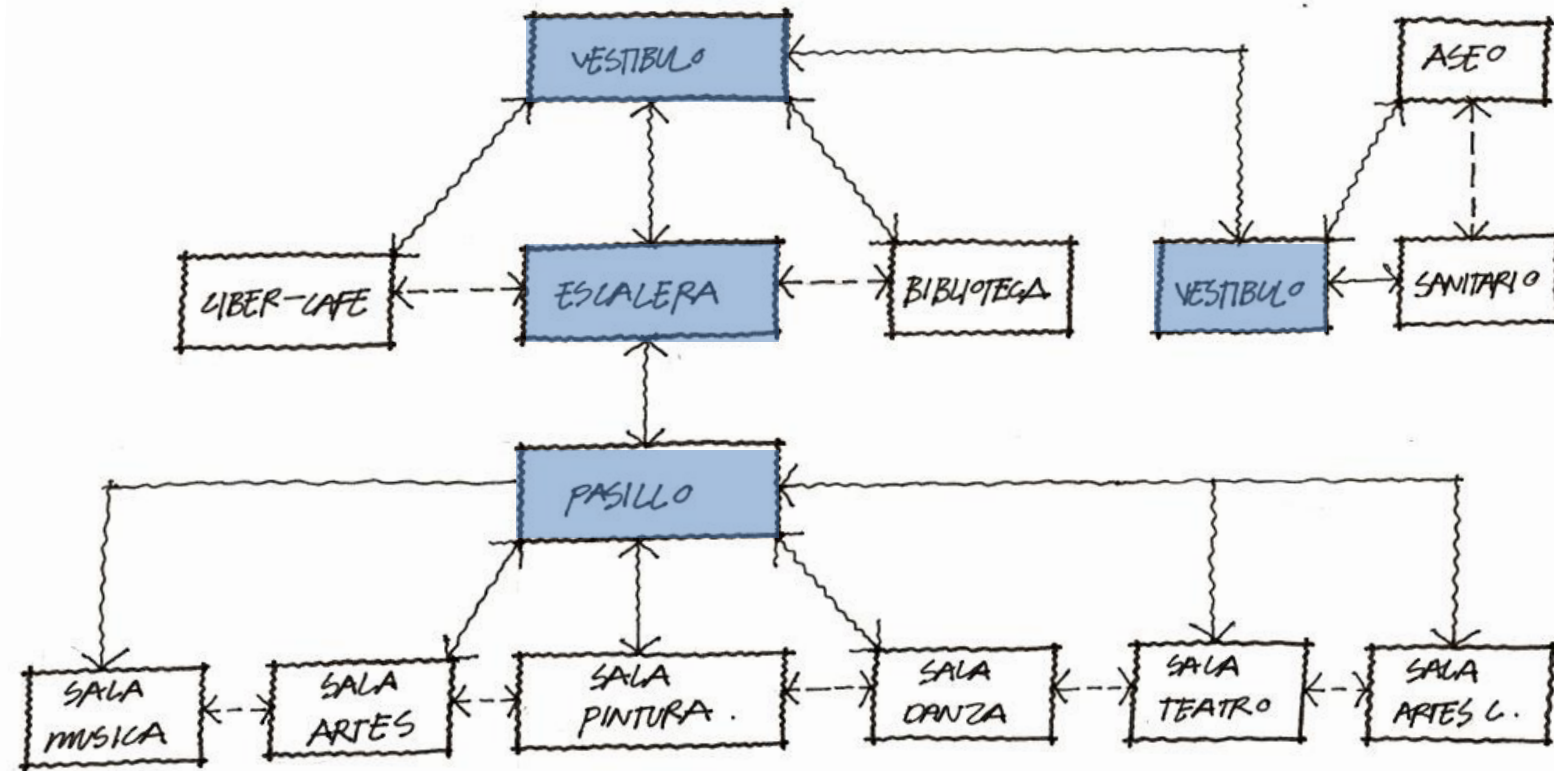 VESTIBULO
ASEO
CIBER-CAFE
ESCALERA
BIBLIOTECA
VESTIBULO
SANITARIO
PASILLO
SALA
MUSICA
SALA
ARTES
SALA
PINTURA.
SALA
DANZA
SALA
TEATRO
SALA
ARTES C.